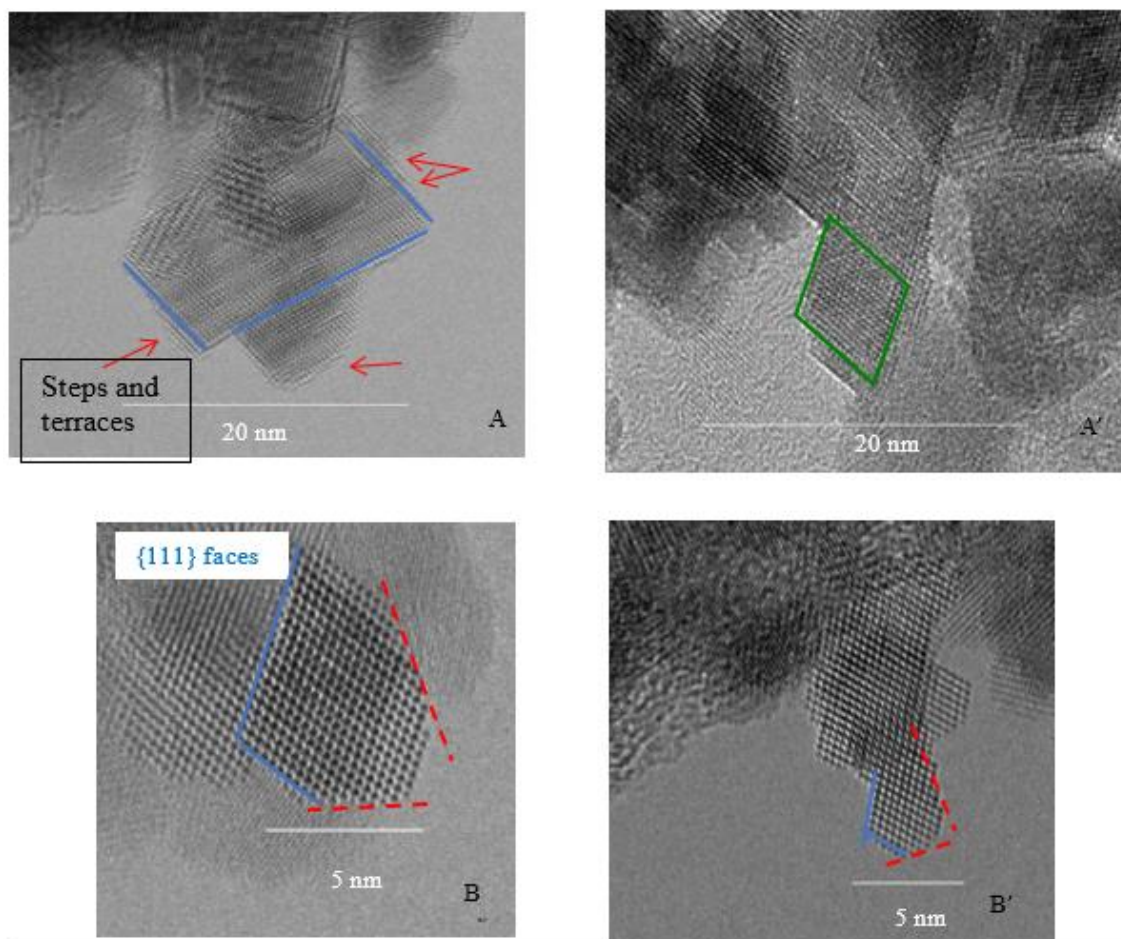 Steps and
terraces
20 nm
A
20 nm
A′
{111} faces
5 nm
B
5 nm
B′